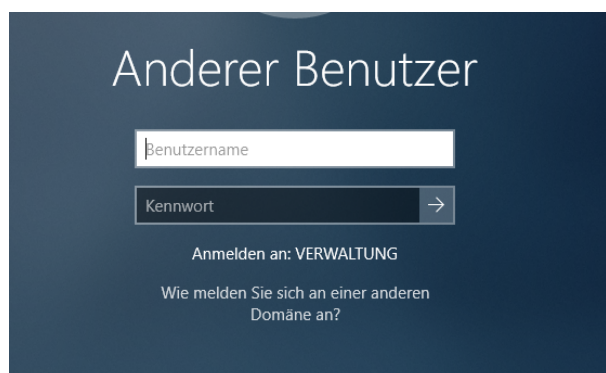 Anderer Benutzer
Benutzername
Kennwort
Anmelden an: VERWALTUNG
Wie melden Sie sich an einer anderen
Domäne an?